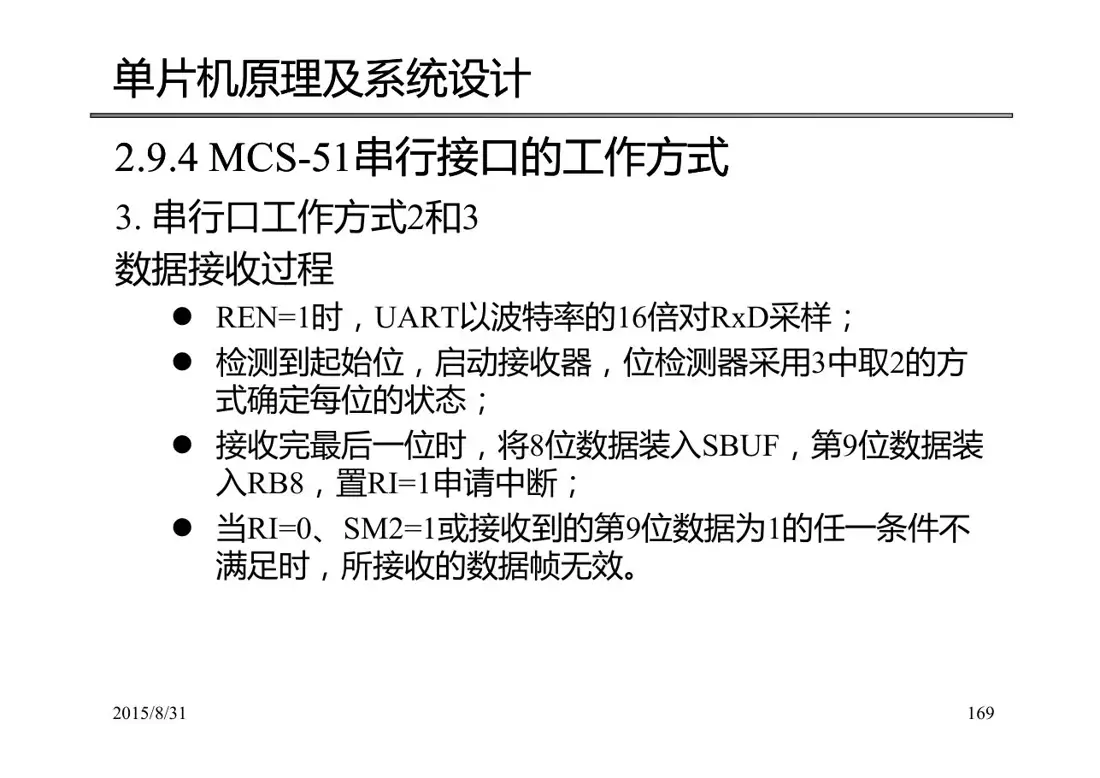 单片机原理及系统设计
2.9.4 MCS-51串行接口的工作方式
3. 串行口工作方式2和3
数据接收过程
● REN=1时，UART以波特率的16倍对RxD采样；
● 检测到起始位，启动接收器，位检测器采用3中取2的方
式确定每位的状态；
● 接收完最后一位时，将8位数据装入SBUF，第9位数据装
入RB8，置RI=1申请中断；
● 当RI=0、SM2=1或接收到的第9位数据为1的任一条件不
满足时，所接收的数据帧无效。
2015/8/31
169